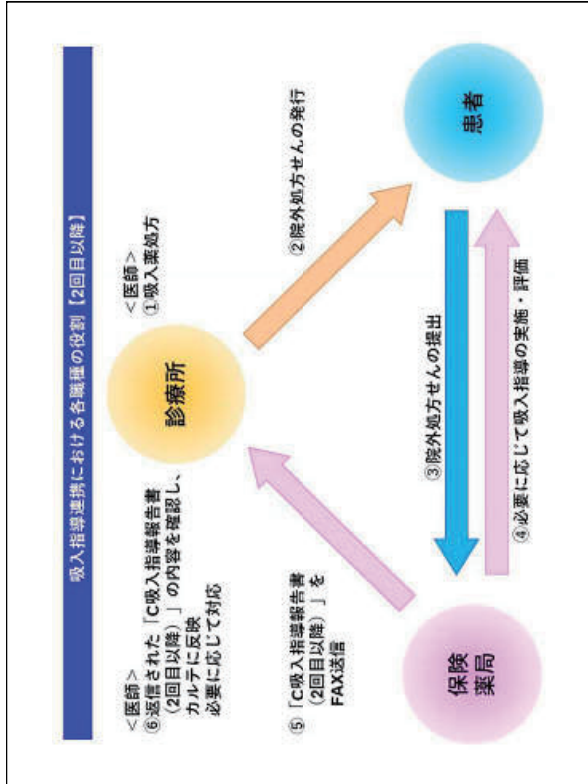 吸入指導連携における各職種の役割【2回目以降】
＜医師＞
①吸入薬処方
診療所
＜医師＞
⑥返信された「C吸入指導報告書
(2回目以降）」の内容を確認し、
カルテに反映
必要に応じて対応
②院外処方せんの発行
⑤「C吸入指導報告書
(2回目以降）」を
FAX送信
③院外処方せんの提出
④必要に応じて吸入指導の実施・評価
保険
薬局
患者